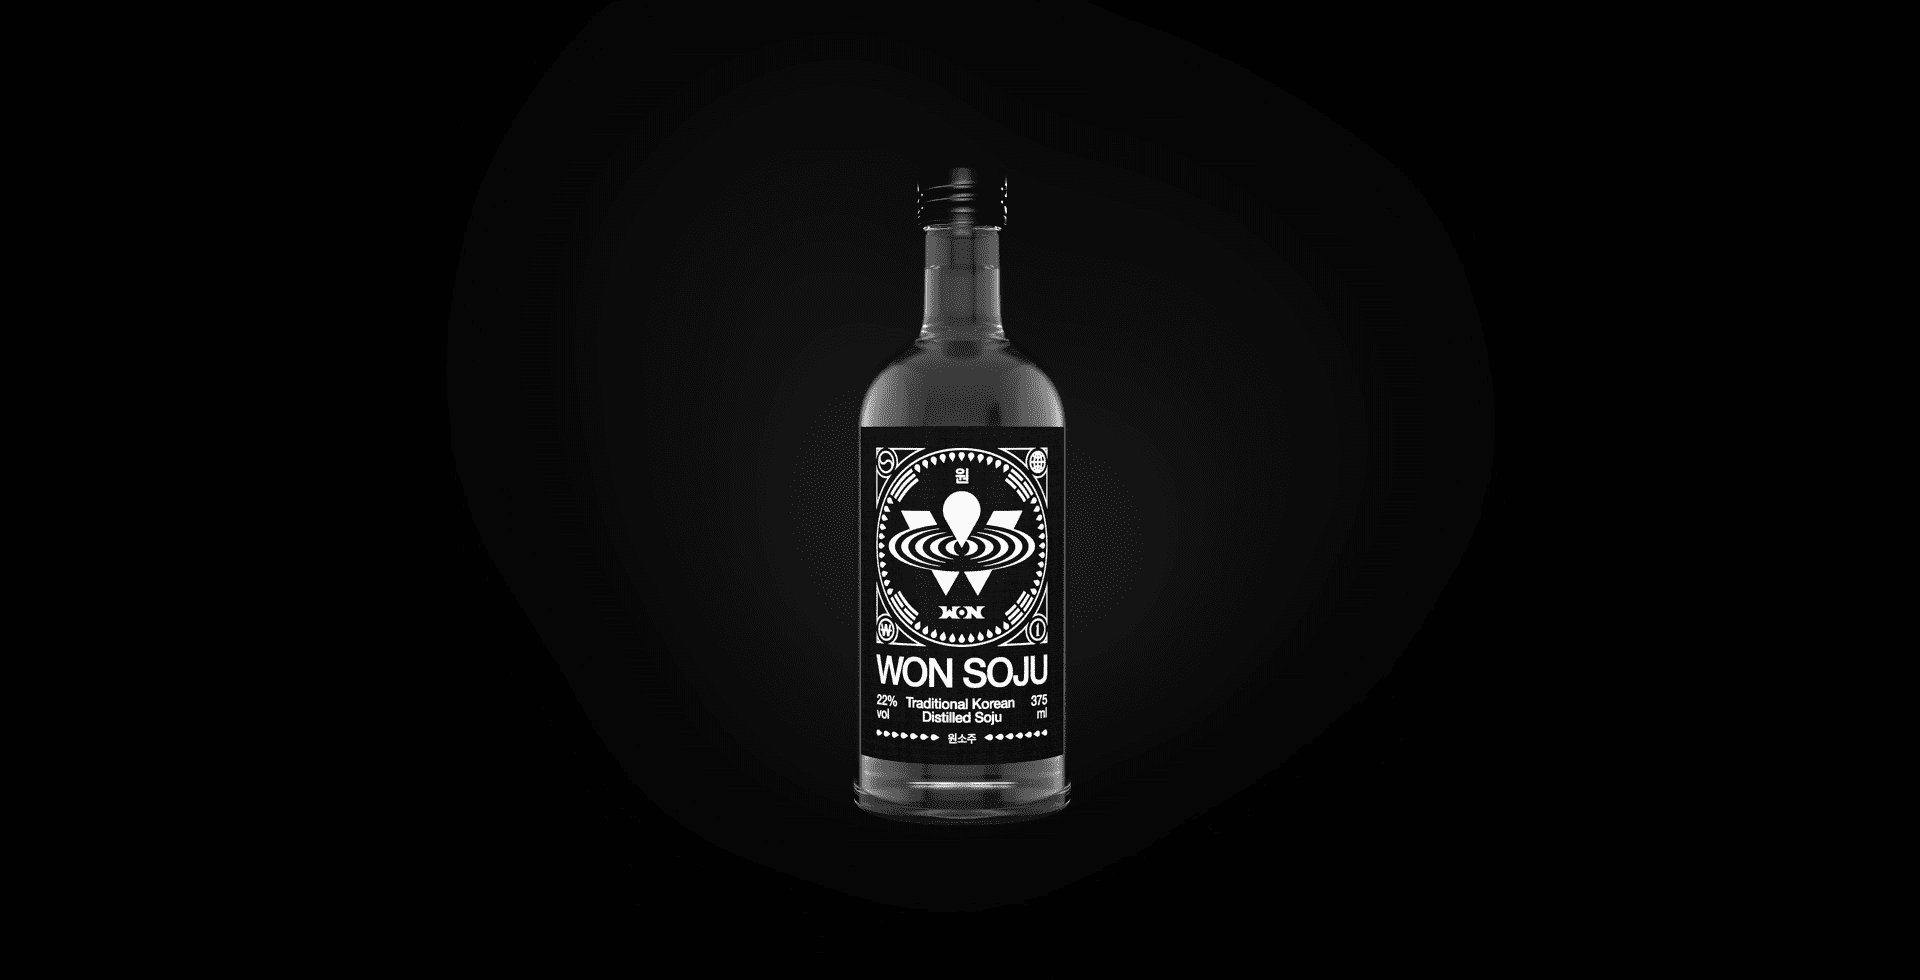 원
WON
WON SOJU
22% vol
Traditional Korean
Distilled Soju
375 ml
원소주